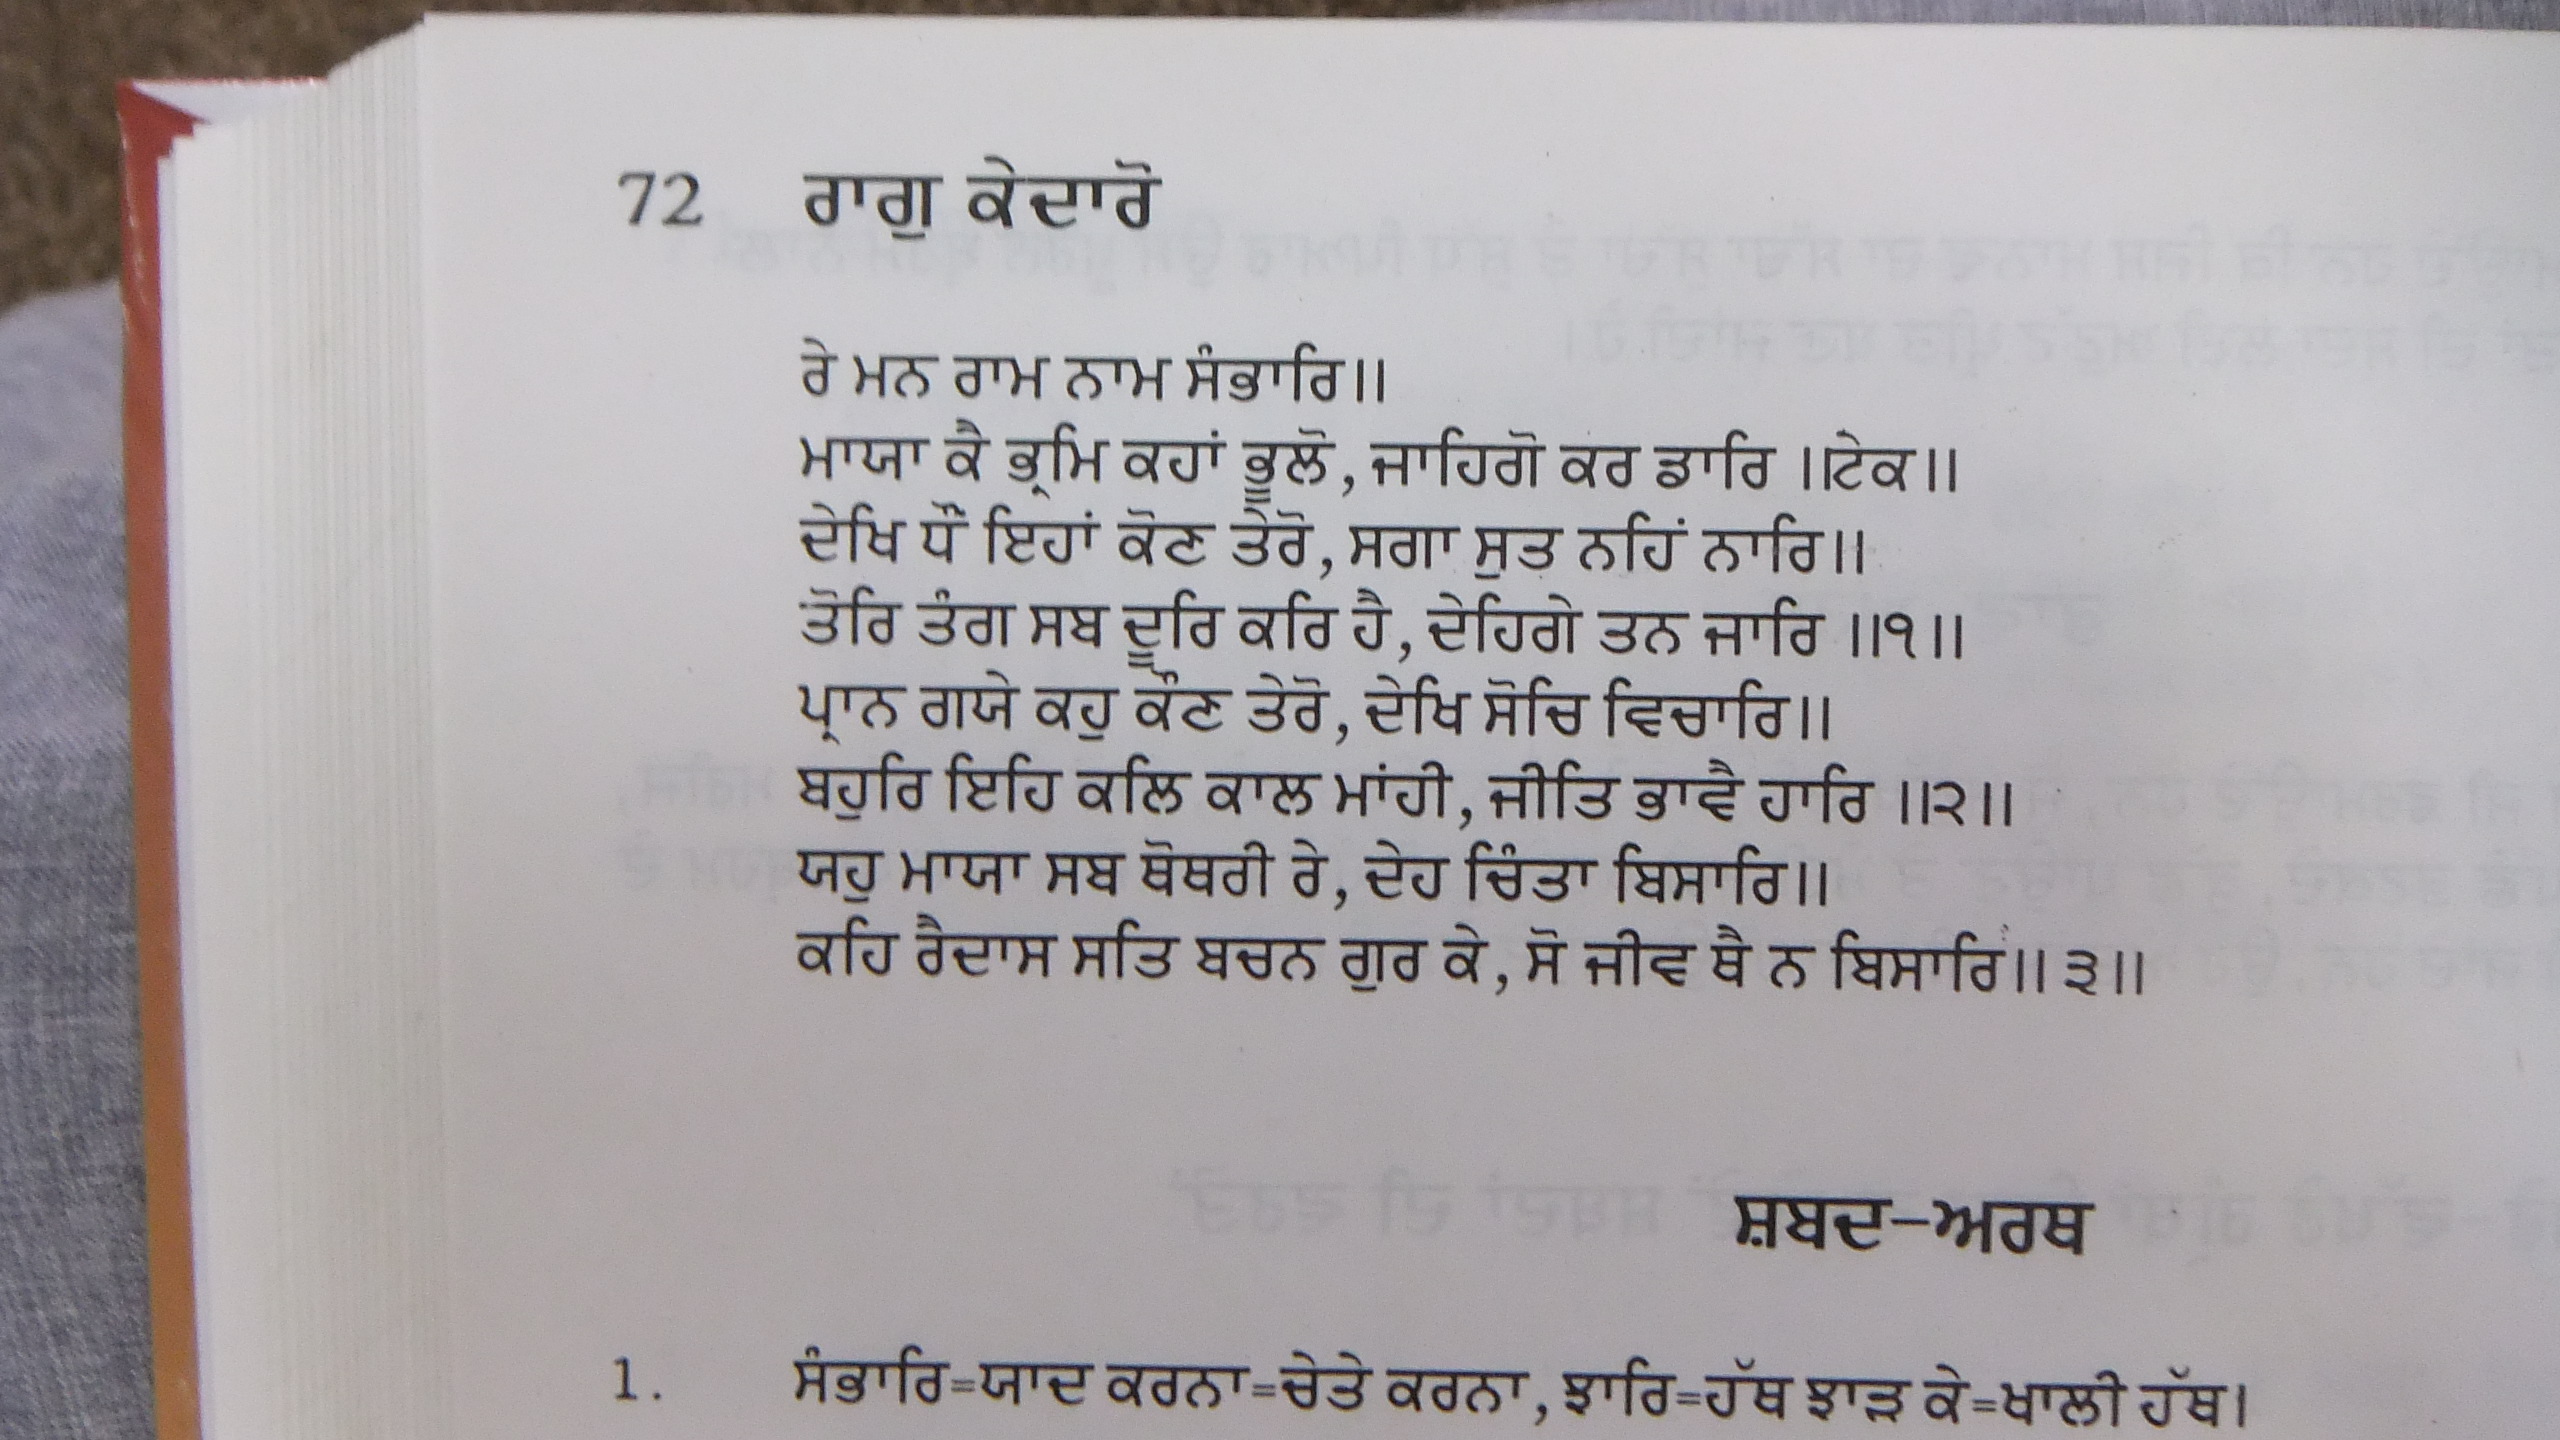 72 ਰਾਗੁ ਕੇਦਾਰੋ
ਰੇ ਮਨ ਰਾਮ ਨਾਮ ਸੰਭਾਰਿ॥
ਮਾਯਾ ਕੈ ਭ੍ਰਮਿ ਕਹਾਂ ਭੂਲੋ, ਜਾਹਿਗੋ ਕਰ ਡਾਰਿ ॥ਟੇਕ॥
ਦੇਖਿ ਧੌਂ ਇਹਾਂ ਕੋਣ ਤੇਰੋ, ਸਗਾ ਸੁਤ ਨਹਿਂ ਨਾਰਿ॥
ਤੋਰਿ ਤੰਗ ਸਬ ਦੂਰਿ ਕਰਿ ਹੈ, ਦੇਹਿਗੇ ਤਨ ਜਾਰਿ ॥੧॥
ਪ੍ਰਾਨ ਗਯੇ ਕਹੁ ਕੌਣ ਤੇਰੋ, ਦੇਖਿ ਸੋਚਿ ਵਿਚਾਰਿ॥
ਬਹੁਰਿ ਇਹਿ ਕਲਿ ਕਾਲ ਮਾਂਹੀ, ਜੀਤਿ ਭਾਵੈ ਹਾਰਿ ॥੨॥
ਯਹੁ ਮਾਯਾ ਸਬ ਥੋਥਰੀ ਰੇ, ਦੇਹ ਚਿੰਤਾ ਬਿਸਾਰਿ॥
ਕਹਿ ਰੈਦਾਸ ਸਤਿ ਬਚਨ ਗੁਰ ਕੇ, ਸੋ ਜੀਵ ਥੈ ਨ ਬਿਸਾਰਿ॥ ੩॥
ਸ਼ਬਦ-ਅਰਥ
1. ਸੰਭਾਰਿ=ਯਾਦ ਕਰਨਾ=ਚੇਤੇ ਕਰਨਾ, ਝਾਰਿ=ਹੱਥ ਝਾੜ ਕੇ=ਖਾਲੀ ਹੱਥ।